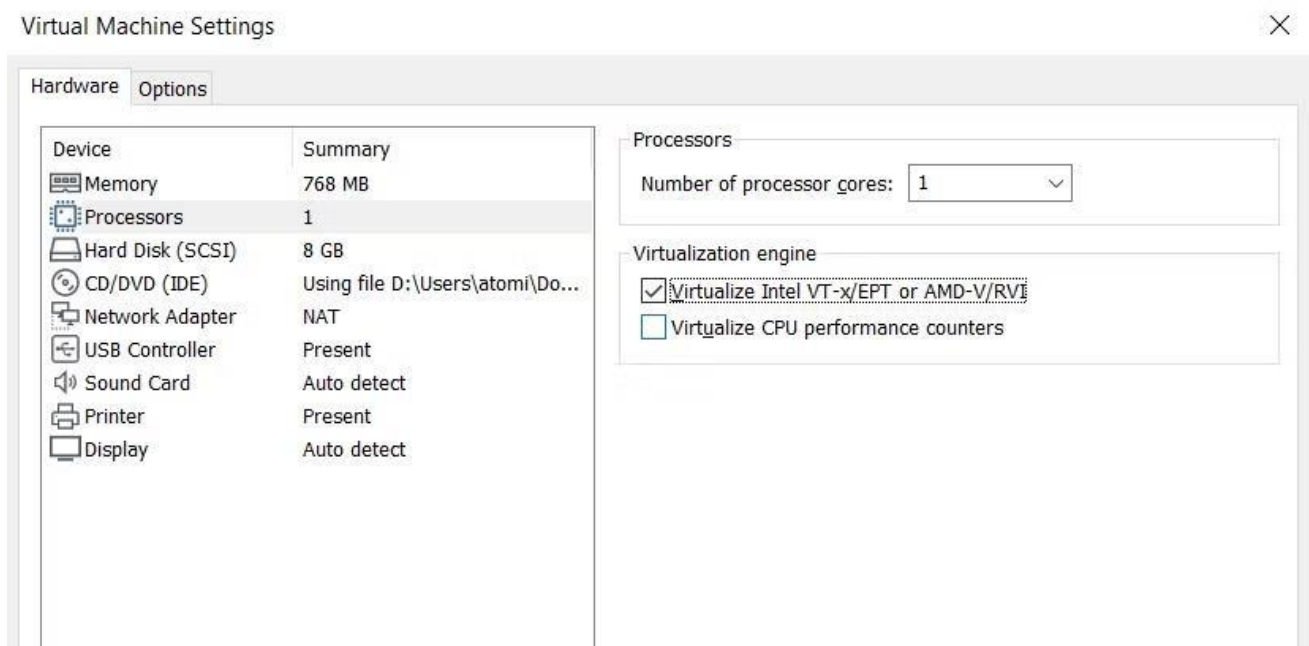 Virtual Machine Settings
Hardware
Options
Device Summary
Memory 768 MB
Processors 1
Hard Disk (SCSI) 8 GB
CD/DVD (IDE) Using file D:\Users\atomi\Do...
Network Adapter NAT
USB Controller Present
Sound Card Auto detect
Printer Present
Display Auto detect
Processors
Number of processor cores: 1
Virtualization engine
Virtualize Intel VT-x/EPT or AMD-V/RVI
Virtualize CPU performance counters